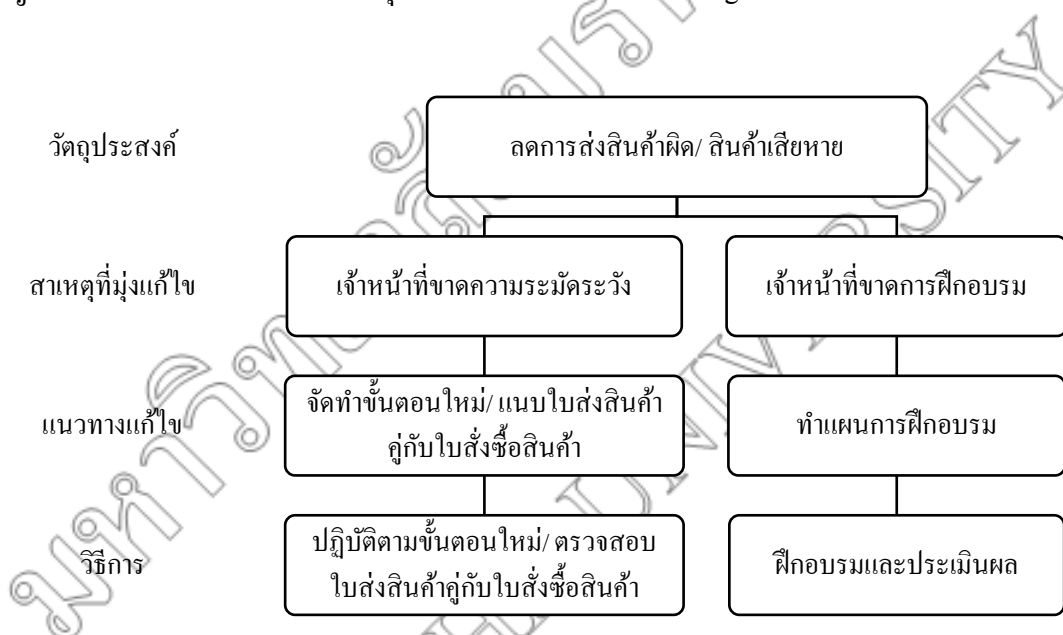 วัตถุประสงค์
ลดการส่งสินค้าผิด/ สินค้าเสียหาย
สาเหตุที่มุ่งแก้ไข
เจ้าหน้าที่ขาดความระมัดระวัง
เจ้าหน้าที่ขาดการฝึกอบรม
แนวทางแก้ไข
จัดทำขั้นตอนใหม่/ แนบใบส่งสินค้า
คู่กับใบสั่งซื้อสินค้า
ทำแผนการฝึกอบรม
วิธีการ
ปฏิบัติตามขั้นตอนใหม่/ ตรวจสอบ
ใบส่งสินค้าคู่กับใบสั่งซื้อสินค้า
ฝึกอบรมและประเมินผล